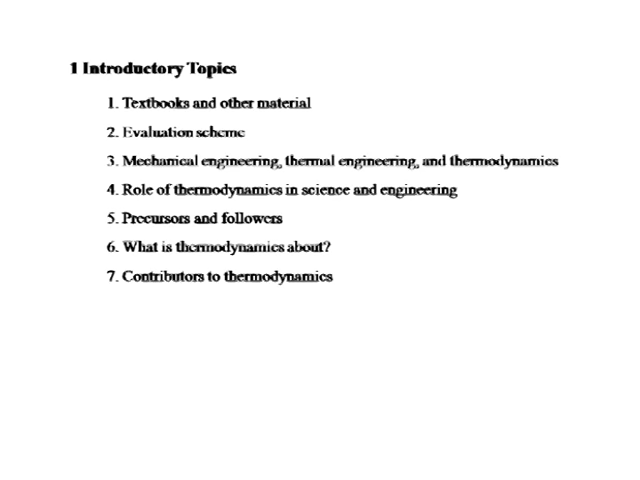 1 Introductory Topics
1. Textbooks and other material
2. Evaluation scheme
3. Mechanical engineering, thermal engineering, and thermodynamics
4. Role of thermodynamics in science and engineering
5. Precursors and followers
6. What is thermodynamics about?
7. Contributors to thermodynamics